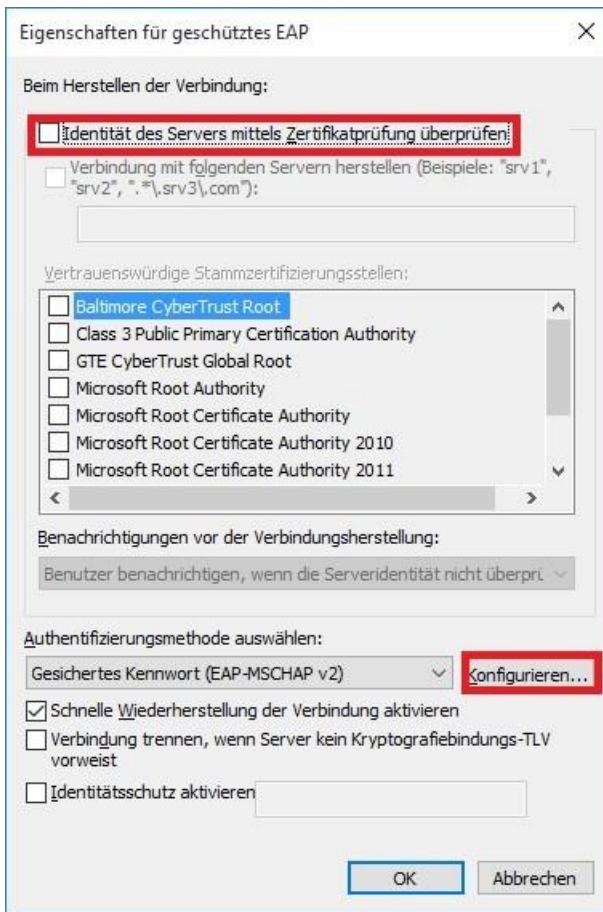 Eigenschaften für geschütztes EAP
Beim Herstellen der Verbindung:
Identität des Servers mittels Zertifikatprüfung überprüfen
Verbindung mit folgenden Servern herstellen (Beispiele: "srv1",
"srv2", ".*\.srv3\.com"):
Vertrauenswürdige Stammzertifizierungsstellen:
Baltimore CyberTrust Root
Class 3 Public Primary Certification Authority
GTE CyberTrust Global Root
Microsoft Root Authority
Microsoft Root Certificate Authority
Microsoft Root Certificate Authority 2010
Microsoft Root Certificate Authority 2011
Benachrichtigungen vor der Verbindungsherstellung:
Benutzer benachrichtigen, wenn die Serveridentität nicht überprü
Authentifizierungsmethode auswählen:
Gesichertes Kennwort (EAP-MSCHAP v2)
Konfigurieren...
Schnelle Wiederherstellung der Verbindung aktivieren
Verbindung trennen, wenn Server kein Kryptografiebindungs-TLV
vorweist
Identitätsschutz aktivieren
OK
Abbrechen